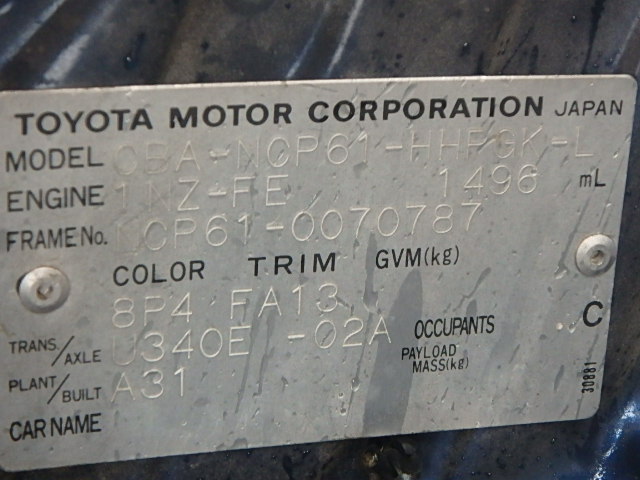 TOYOTA MOTOR CORPORATION JAPAN
MODEL CBA-NCP61-HHPGK-L
ENGINE 1NZ-FE 1496 mL
FRAME No. NCP61-0070787
COLOR TRIM GVM(kg)
8P4 FA13
TRANS./AXLE U340E -02A OCCUPANTS C
PAYLOAD MASS(kg)
PLANT/BUILT A31
CAR NAME
30881